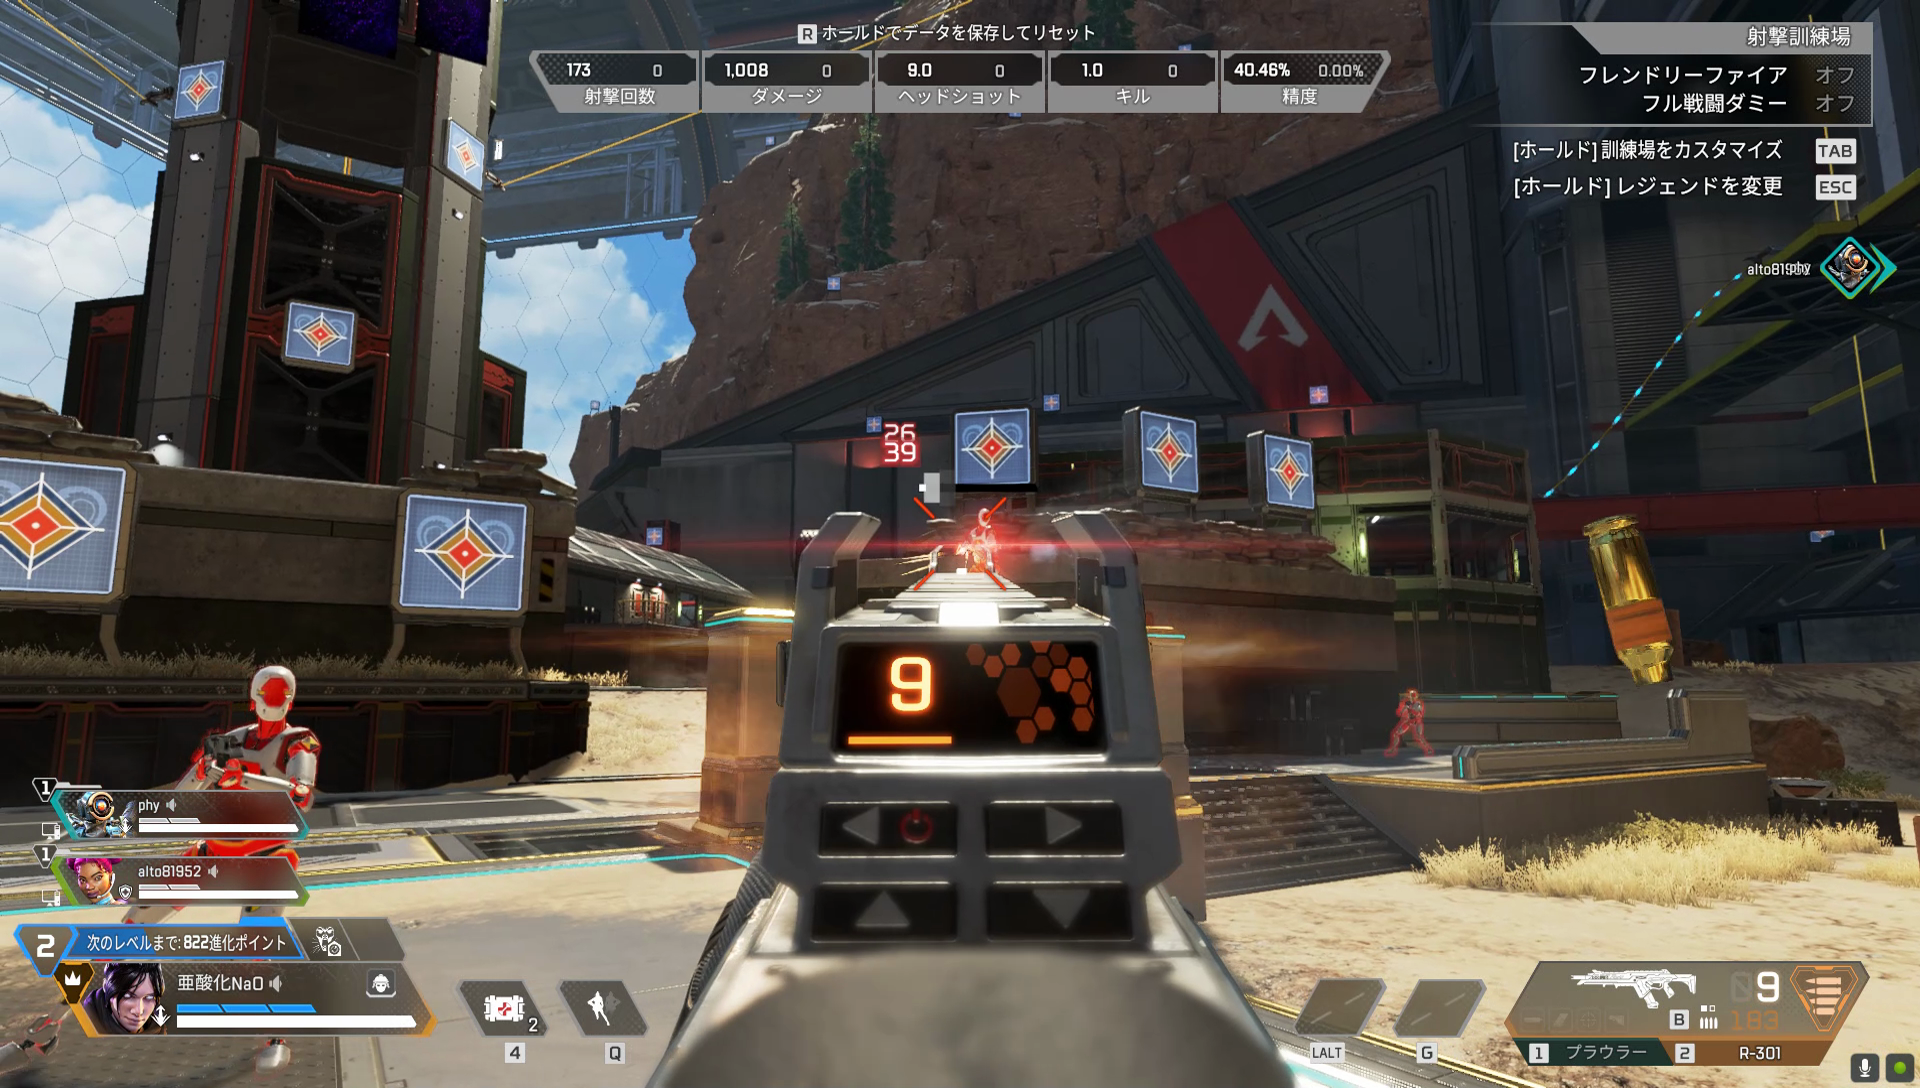 R ホールドでデータを保存してリセット
173 0 1,008 0 9.0 0 1.0 0 40.46% 0.00%
射撃回数 ダメージ ヘッドショット キル 精度
射撃訓練場
フレンドリーファイア オフ
フル戦闘ダミー オフ
[ホールド]訓練場をカスタマイズ TAB
[ホールド]レジェンドを変更 ESC
26
39
9
1
phy
1
alto81952
2 次のレベルまで:822進化ポイント
亜酸化NaO
2
4 Q
LALT G
09
B 183
1 プラウラー 2 R-301